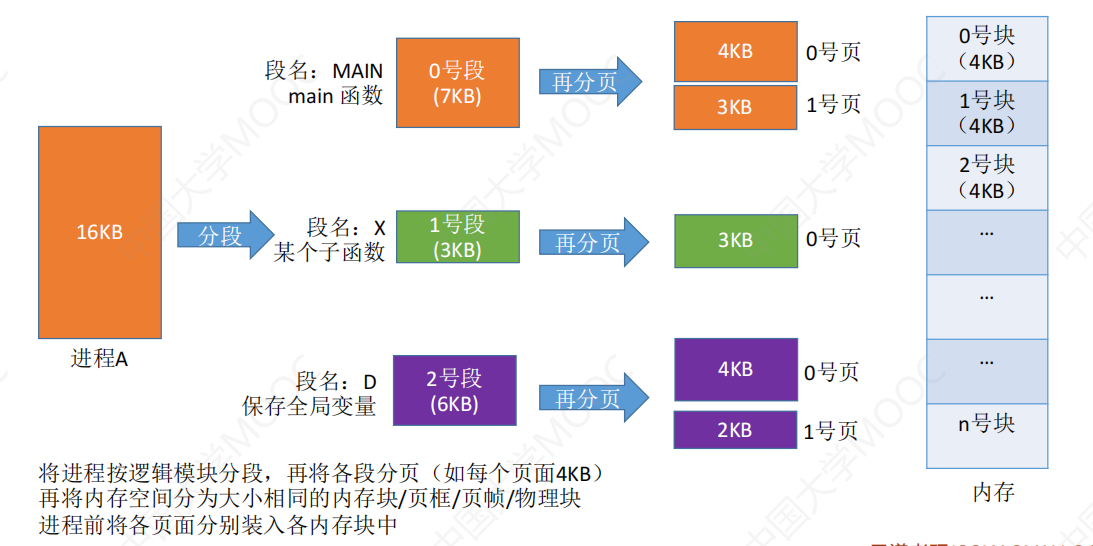 段名：MAIN
main 函数
0号段
(7KB)
再分页
4KB
0号页
3KB
1号页
16KB
进程A
分段
段名：X
某个子函数
1号段
(3KB)
再分页
3KB
0号页
段名：D
保存全局变量
2号段
(6KB)
再分页
4KB
0号页
2KB
1号页
0号块
（4KB）
1号块
（4KB）
2号块
（4KB）
...
...
...
n号块
内存
将进程按逻辑模块分段，再将各段分页（如每个页面4KB）
再将内存空间分为大小相同的内存块/页框/页帧/物理块
进程前将各页面分别装入各内存块中
中国大学MOOC